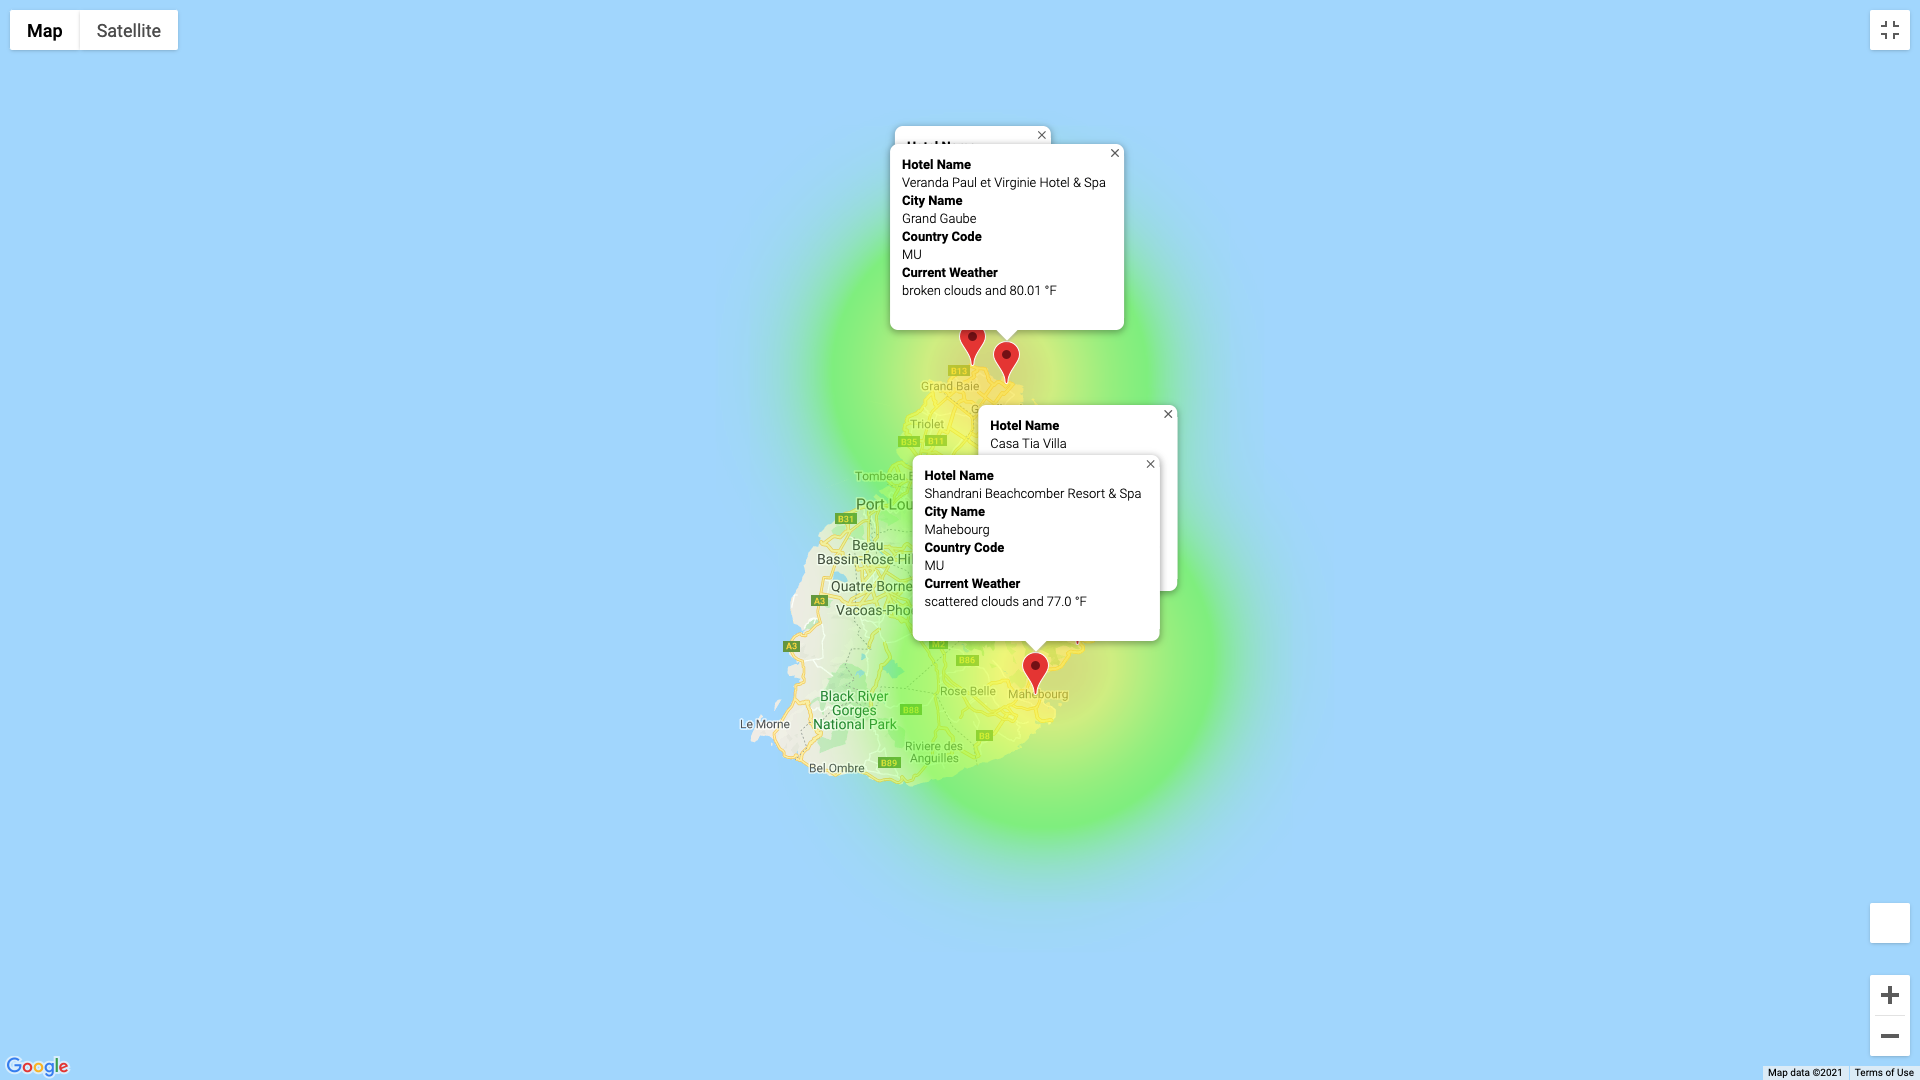 Map Satellite
Hotel Name
Veranda Paul et Virginie Hotel & Spa
City Name
Grand Gaube
Country Code
MU
Current Weather
broken clouds and 80.01 °F
B13
Grand Baie
Triolet
B35 B11
Hotel Name
Casa Tia Villa
Tombeau
Hotel Name
Shandrani Beachcomber Resort & Spa
City Name
Mahebourg
Country Code
MU
Current Weather
scattered clouds and 77.0 °F
Port Lou
B31
Beau
Bassin-Rose Hi
Quatre Borne
A3
Vacoas-Pho
A3
M2
B86
Rose Belle
Mahebourg
Black River
Gorges
National Park
B88
Le Morne
B8
Riviere des
Anguilles
B89
Bel Ombre
Google
Map data ©2021 Terms of Use